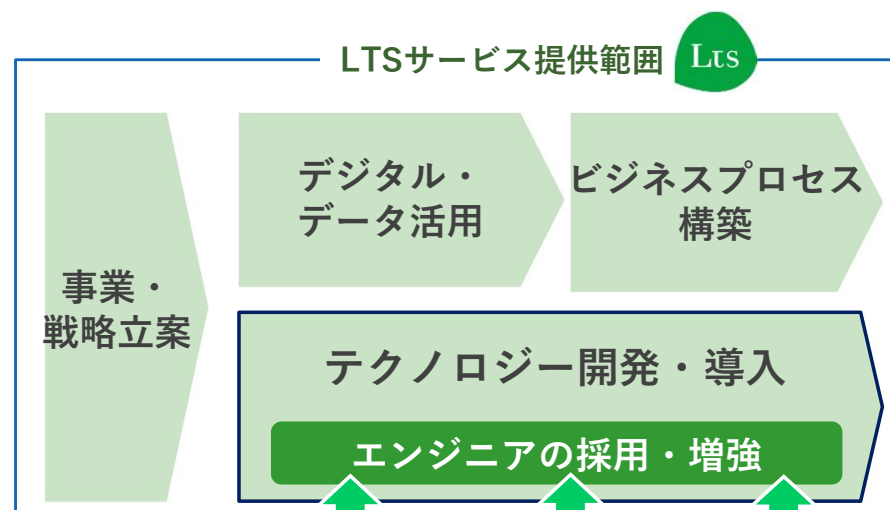 LTSサービス提供範囲
Lts
事業・
戦略立案
デジタル・
データ活用
ビジネスプロセス
構築
テクノロジー開発・導入
エンジニアの採用・増強